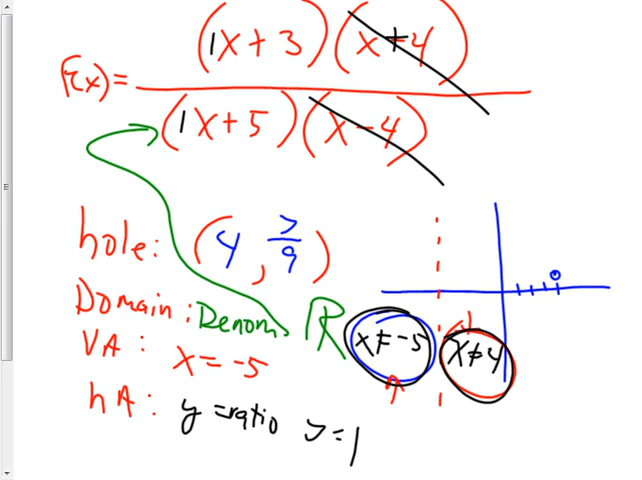 (1x+3)(x-4)
f(x)=
(1x+5)(x-4)
hole: (4, 7/9)
Domain: Denom ℝ x≠-5 x≠4
VA: x=-5
hA: y=ratio y=1